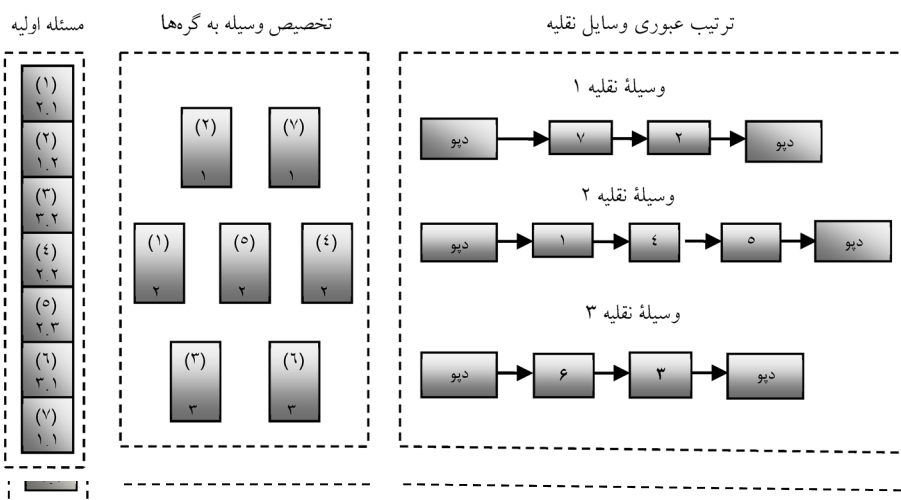 ترتیب عبوری وسایل نقلیه
تخصیص وسیله به گره‌ها
مسئله اولیه
وسیلهٔ نقلیه ۱
دپو ۷ ۲ دپو
وسیلهٔ نقلیه ۲
دپو ۱ ٤ ٥ دپو
وسیلهٔ نقلیه ۳
دپو ۶ ۳ دپو
(۲) (۷)
۱ ۱
(۱) (٥) (٤)
۲ ۲ ۲
(۳) (٦)
۳ ۳
(۱)
۲.۱
(۲)
۱.۲
(۳)
۳.۲
(٤)
۲.۲
(٥)
۲.۳
(٦)
۳.۱
(۷)
۱.۱